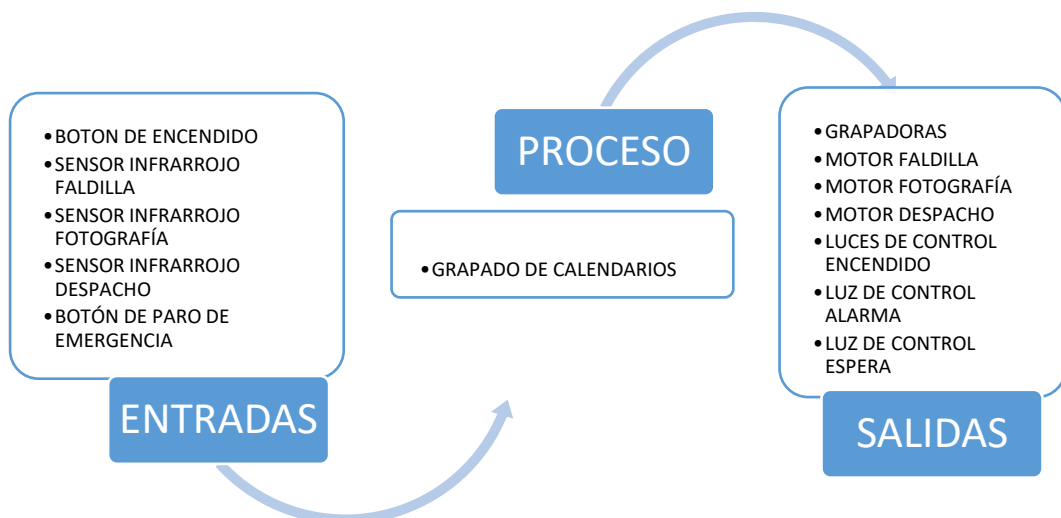 •BOTON DE ENCENDIDO
•SENSOR INFRARROJO
FALDILLA
•SENSOR INFRARROJO
FOTOGRAFÍA
•SENSOR INFRARROJO
DESPACHO
•BOTÓN DE PARO DE
EMERGENCIA
ENTRADAS
PROCESO
•GRAPADO DE CALENDARIOS
•GRAPADORAS
•MOTOR FALDILLA
•MOTOR FOTOGRAFÍA
•MOTOR DESPACHO
•LUCES DE CONTROL
ENCENDIDO
•LUZ DE CONTROL
ALARMA
•LUZ DE CONTROL
ESPERA
SALIDAS